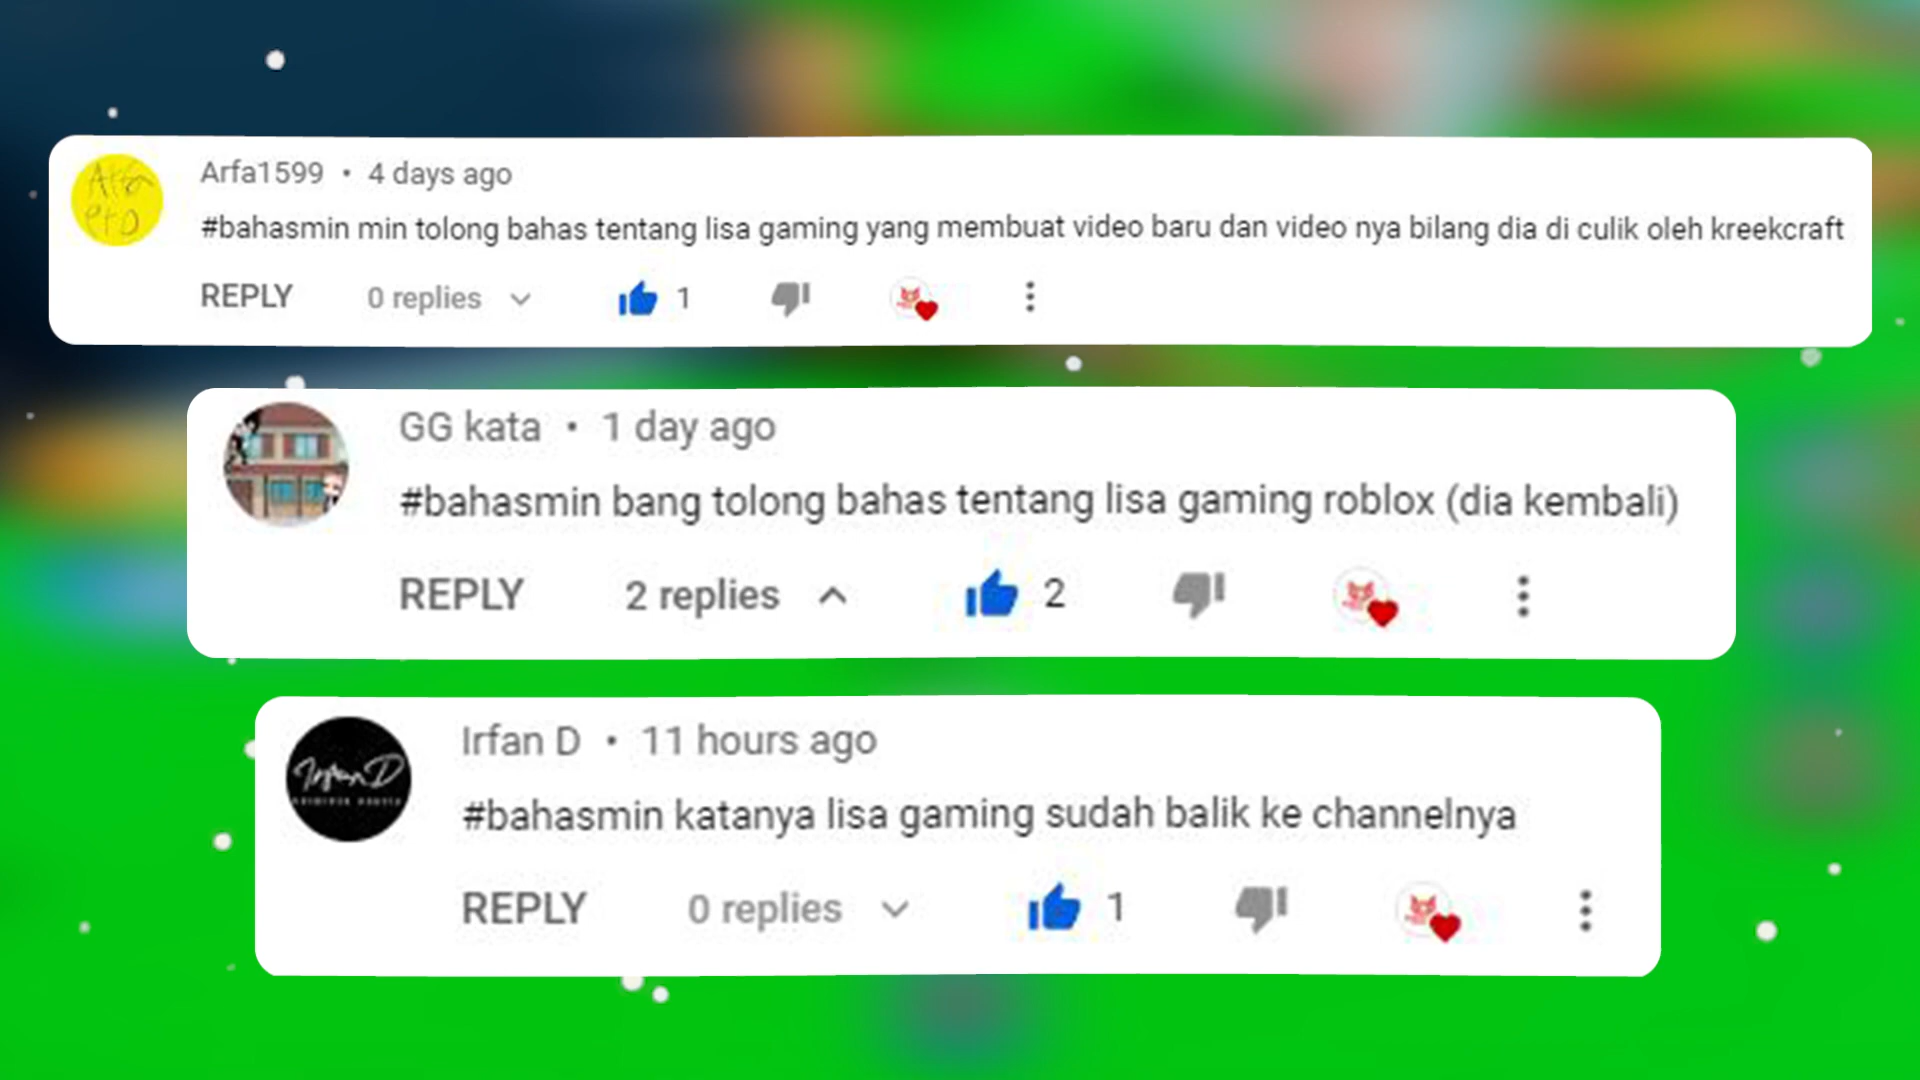 Arfa1599 • 4 days ago
#bahasmin min tolong bahas tentang lisa gaming yang membuat video baru dan video nya bilang dia di culik oleh kreekcraft
REPLY 0 replies 1
GG kata • 1 day ago
#bahasmin bang tolong bahas tentang lisa gaming roblox (dia kembali)
REPLY 2 replies 2
Irfan D
Irfan D • 11 hours ago
#bahasmin katanya lisa gaming sudah balik ke channelnya
REPLY 0 replies 1